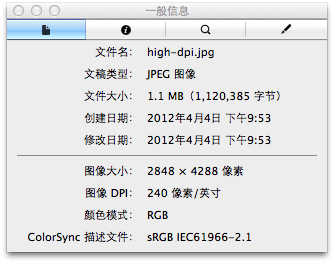 一般信息
文件名： high-dpi.jpg
文稿类型： JPEG 图像
文件大小： 1.1 MB（1,120,385 字节）
创建日期： 2012年4月4日 下午9:53
修改日期： 2012年4月4日 下午9:53
图像大小： 2848 × 4288 像素
图像 DPI： 240 像素/英寸
颜色模式： RGB
ColorSync 描述文件： sRGB IEC61966-2.1